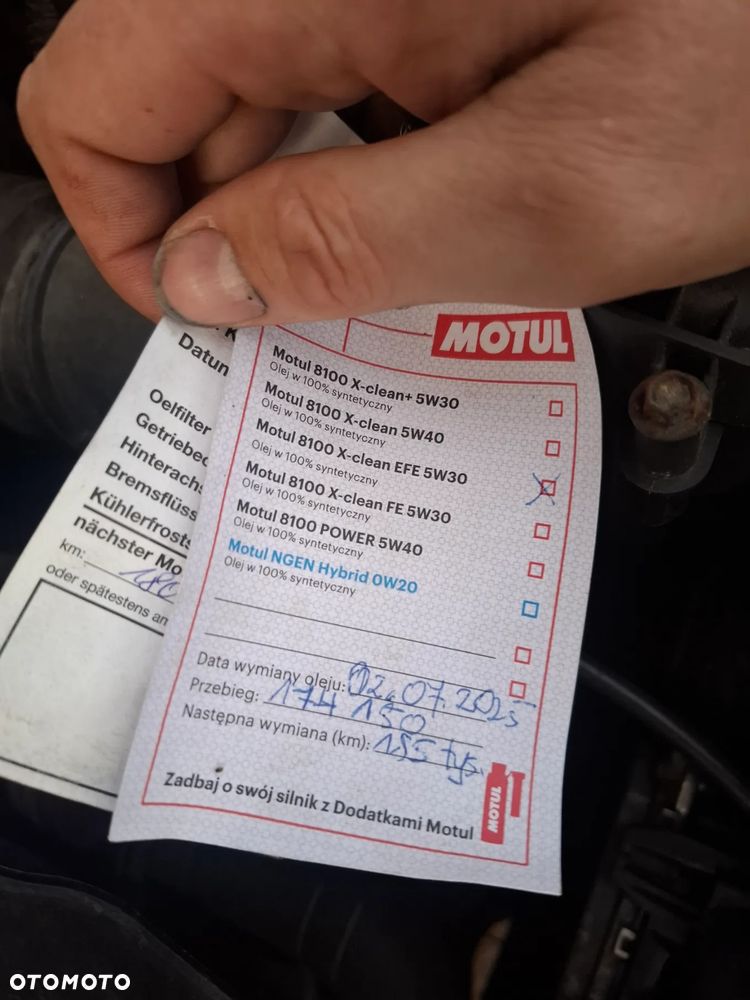 MOTUL
Motul 8100 X-clean+ 5W30
Olej w 100% syntetyczny
Motul 8100 X-clean 5W40
Olej w 100% syntetyczny
Motul 8100 X-clean EFE 5W30
Olej w 100% syntetyczny
Motul 8100 X-clean FE 5W30
Olej w 100% syntetyczny
Motul 8100 POWER 5W40
Olej w 100% syntetyczny
Motul NGEN Hybrid 0W20
Olej w 100% syntetyczny
Data wymiany oleju: 02.07.2025
Przebieg: 174 150
Następna wymiana (km): 185 tys.
Zadbaj o swój silnik z Dodatkami Motul
MOTUL
Datun
Oelfilter
Getriebeo
Hinterachs
Bremsflüss
Kühlerfrosts
nächster Mo
km: 180
oder spätestens am
OTOMOTO